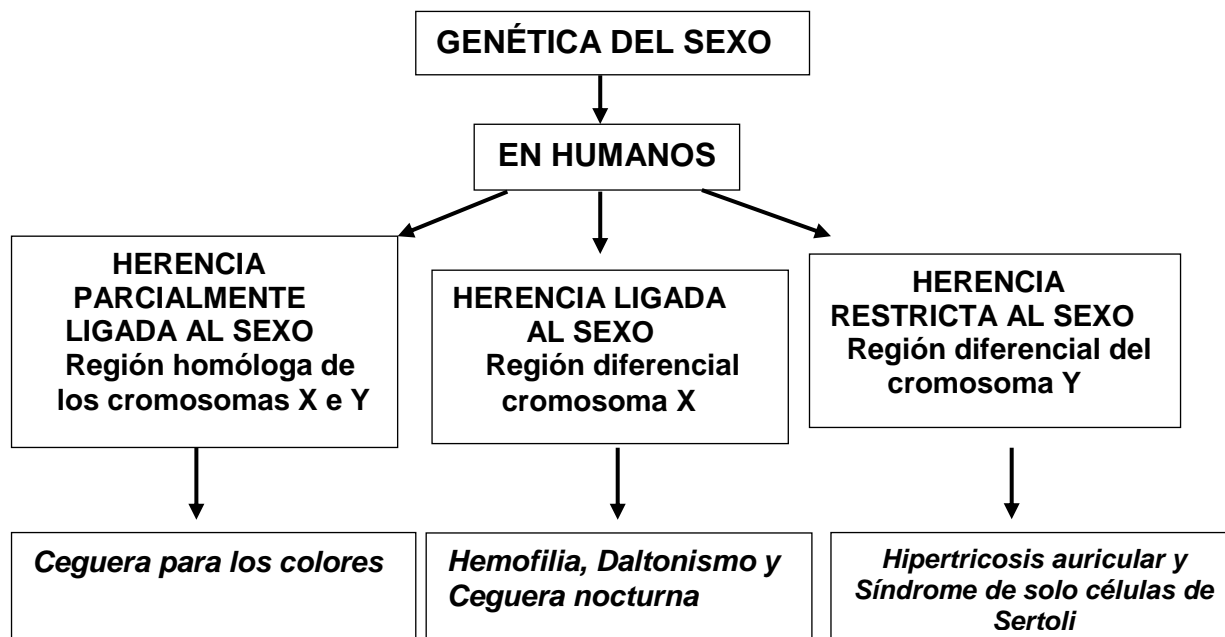 GENÉTICA DEL SEXO
EN HUMANOS
HERENCIA
PARCIALMENTE
LIGADA AL SEXO
Región homóloga de
los cromosomas X e Y
HERENCIA LIGADA
AL SEXO
Región diferencial
cromosoma X
HERENCIA
RESTRICTA AL SEXO
Región diferencial del
cromosoma Y
Ceguera para los colores
Hemofilia, Daltonismo y
Ceguera nocturna
Hipertricosis auricular y
Síndrome de solo células de
Sertoli